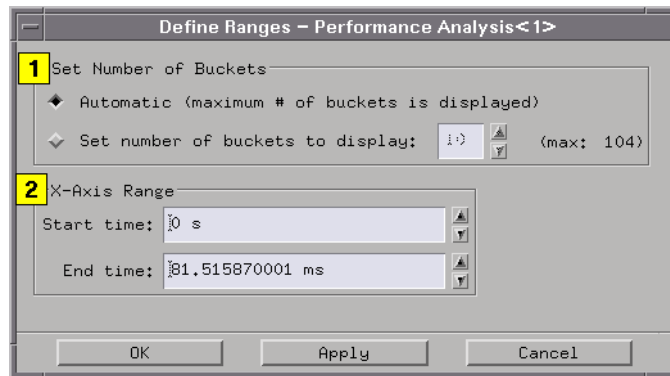 Define Ranges – Performance Analysis<1>
1 Set Number of Buckets
Automatic (maximum # of buckets is displayed)
Set number of buckets to display: 10 (max: 104)
2 X-Axis Range
Start time: 0 s
End time: 81.515870001 ms
OK Apply Cancel